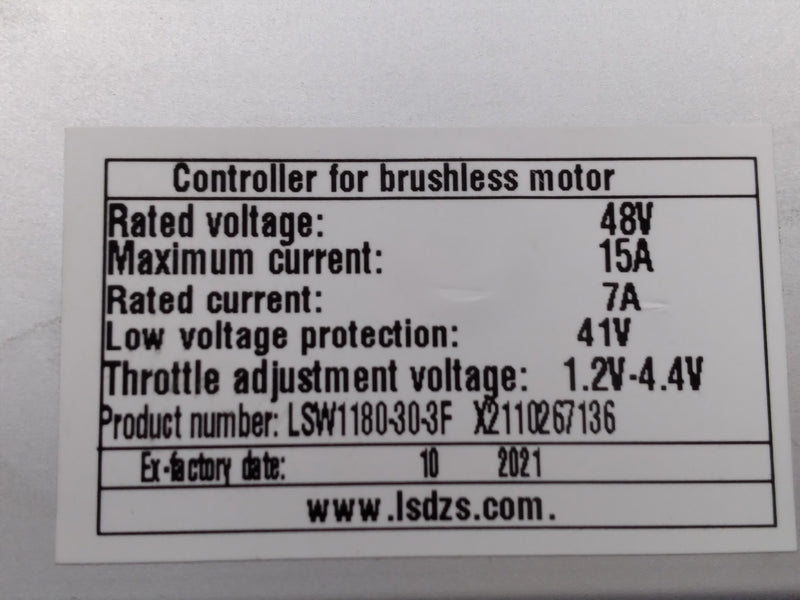 Controller for brushless motor
Rated voltage: 48V
Maximum current: 15A
Rated current: 7A
Low voltage protection: 41V
Throttle adjustment voltage: 1.2V-4.4V
Product number: LSW1180-30-3F X2110267136
Ex-factory date: 10 2021
www.lsdzs.com.